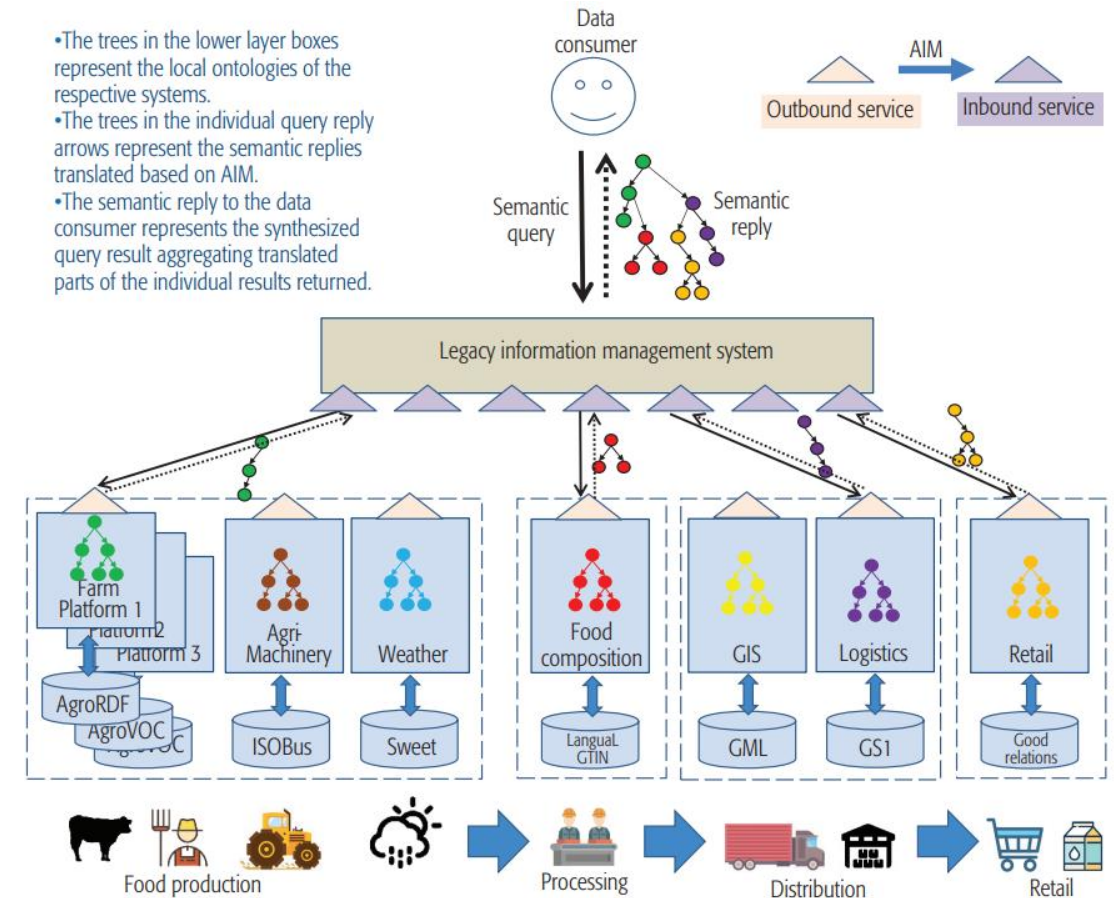 •The trees in the lower layer boxes
represent the local ontologies of the
respective systems.
•The trees in the individual query reply
arrows represent the semantic replies
translated based on AIM.
•The semantic reply to the data
consumer represents the synthesized
query result aggregating translated
parts of the individual results returned.
Data
consumer
AIM
Outbound service
Inbound service
Semantic
query
Semantic
reply
Legacy information management system
Farm
Platform 1
Platform2
Platform 3
Agri-
Machinery
Weather
Food
composition
GIS
Logistics
Retail
AgroRDF
AgroVOC
AgroVOC
ISOBus
Sweet
LanguaL
GTIN
GML
GS1
Good
relations
Food production
Processing
Distribution
Retail